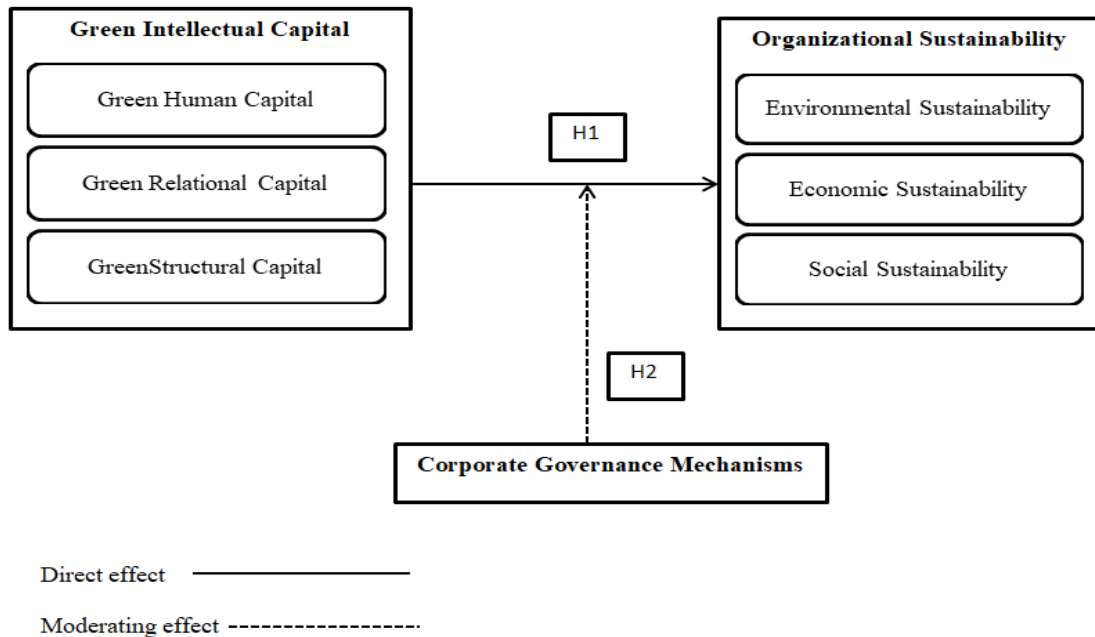 Green Intellectual Capital
Green Human Capital
Green Relational Capital
GreenStructural Capital
H1
Organizational Sustainability
Environmental Sustainability
Economic Sustainability
Social Sustainability
H2
Corporate Governance Mechanisms
Direct effect
Moderating effect